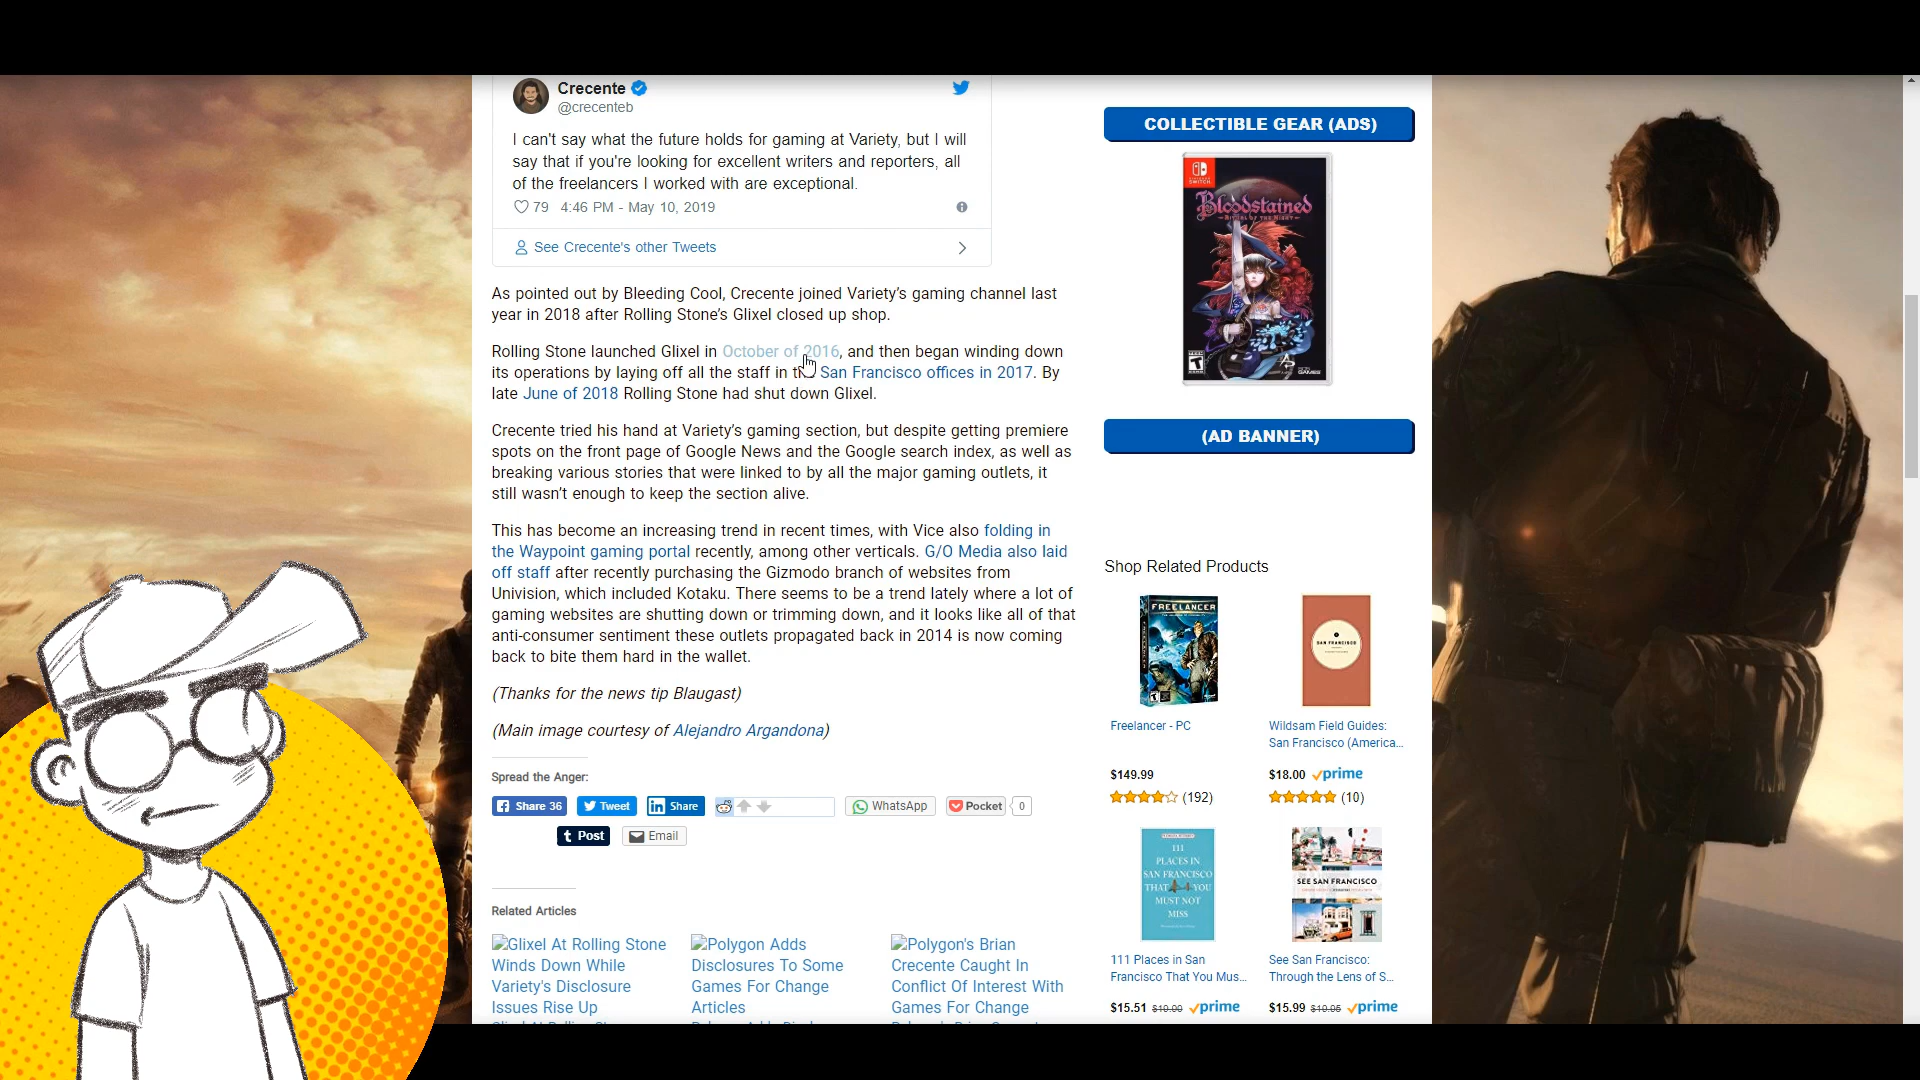 Crecente
@crecenteb
I can't say what the future holds for gaming at Variety, but I will
say that if you're looking for excellent writers and reporters, all
of the freelancers I worked with are exceptional.
79 4:46 PM - May 10, 2019
See Crecente's other Tweets
As pointed out by Bleeding Cool, Crecente joined Variety’s gaming channel last
year in 2018 after Rolling Stone’s Glixel closed up shop.
Rolling Stone launched Glixel in October of 2016, and then began winding down
its operations by laying off all the staff in San Francisco offices in 2017. By
late June of 2018 Rolling Stone had shut down Glixel.
Crecente tried his hand at Variety’s gaming section, but despite getting premiere
spots on the front page of Google News and the Google search index, as well as
breaking various stories that were linked to by all the major gaming outlets, it
still wasn’t enough to keep the section alive.
This has become an increasing trend in recent times, with Vice also folding in
the Waypoint gaming portal recently, among other verticals. G/O Media also laid
off staff after recently purchasing the Gizmodo branch of websites from
Univision, which included Kotaku. There seems to be a trend lately where a lot of
gaming websites are shutting down or trimming down, and it looks like all of that
anti-consumer sentiment these outlets propagated back in 2014 is now coming
back to bite them hard in the wallet.
(Thanks for the news tip Blaugast)
(Main image courtesy of Alejandro Argandona)
Spread the Anger:
Share 36
Tweet
Share
WhatsApp
Pocket
0
Post
Email
Related Articles
Glixel At Rolling Stone
Winds Down While
Variety's Disclosure
Issues Rise Up
Polygon Adds
Disclosures To Some
Games For Change
Articles
Polygon's Brian
Crecente Caught In
Conflict Of Interest With
Games For Change
COLLECTIBLE GEAR (ADS)
Bloodstained
RITUAL OF THE NIGHT
(AD BANNER)
Shop Related Products
FREELANCER
Freelancer - PC
$149.99
(192)
SAN FRANCISCO
Wildsam Field Guides:
San Francisco (America...
$18.00 prime
(10)
111
PLACES IN
SAN FRANCISCO
THAT YOU
MUST NOT
MISS
111 Places in San
Francisco That You Mus...
$15.51 prime
SEE SAN FRANCISCO
See San Francisco:
Through the Lens of S...
$15.99 prime